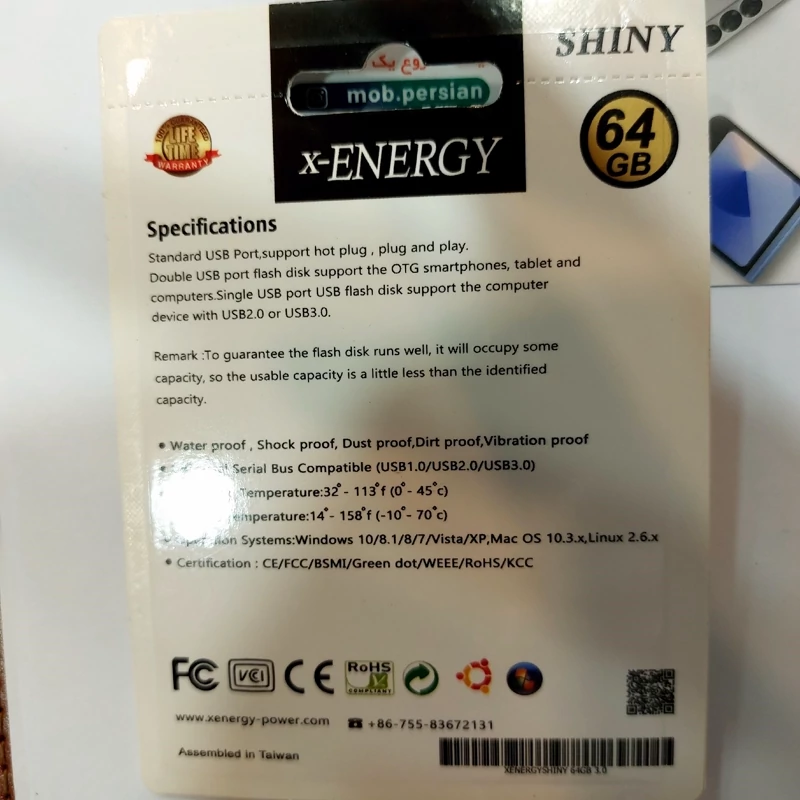 SHINY
وع یک
mob.persian
LIFE
TIME
WARRANTY
x-ENERGY
64
GB
Specifications
Standard USB Port,support hot plug , plug and play.
Double USB port flash disk support the OTG smartphones, tablet and
computers.Single USB port USB flash disk support the computer
device with USB2.0 or USB3.0.
Remark :To guarantee the flash disk runs well, it will occupy some
capacity, so the usable capacity is a little less than the identified
capacity.
• Water proof , Shock proof, Dust proof,Dirt proof,Vibration proof
Serial Bus Compatible (USB1.0/USB2.0/USB3.0)
Temperature:32°- 113°f (0°- 45°c)
Temperature:14°- 158°f (-10°- 70°c)
Systems:Windows 10/8.1/8/7/Vista/XP,Mac OS 10.3.x,Linux 2.6.x
• Certification : CE/FCC/BSMI/Green dot/WEEE/RoHS/KCC
FC VCI CE RoHS
COMPLIANT
www.xenergy-power.com ☎ +86-755-83672131
Assembled in Taiwan
XENERGYSHINY 64GB 3.0